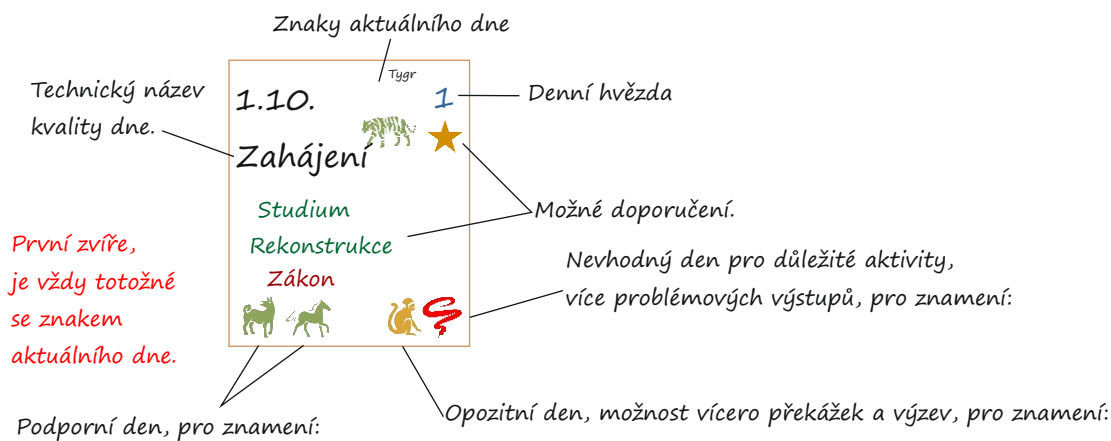 Znaky aktuálního dne
Tygr
Technický název
kvality dne.
1.10.
1
Denní hvězda
Zahájení
Studium
Rekonstrukce
Zákon
Možné doporučení.
První zvíře,
je vždy totožné
se znakem
aktuálního dne.
Nevhodný den pro důležité aktivity,
více problémových výstupů, pro znamení:
Podporní den, pro znamení:
Opozitní den, možnost vícero překážek a výzev, pro znamení: